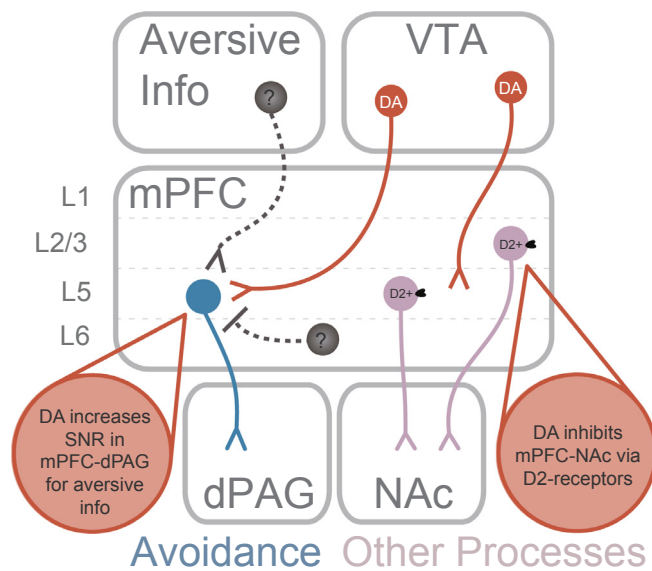 Aversive
Info
VTA
?
DA
DA
mPFC
L1
L2/3
L5
L6
D2+
D2+
?
DA increases
SNR in
mPFC-dPAG
for aversive
info
DA inhibits
mPFC-NAc via
D2-receptors
dPAG
NAc
Avoidance
Other Processes